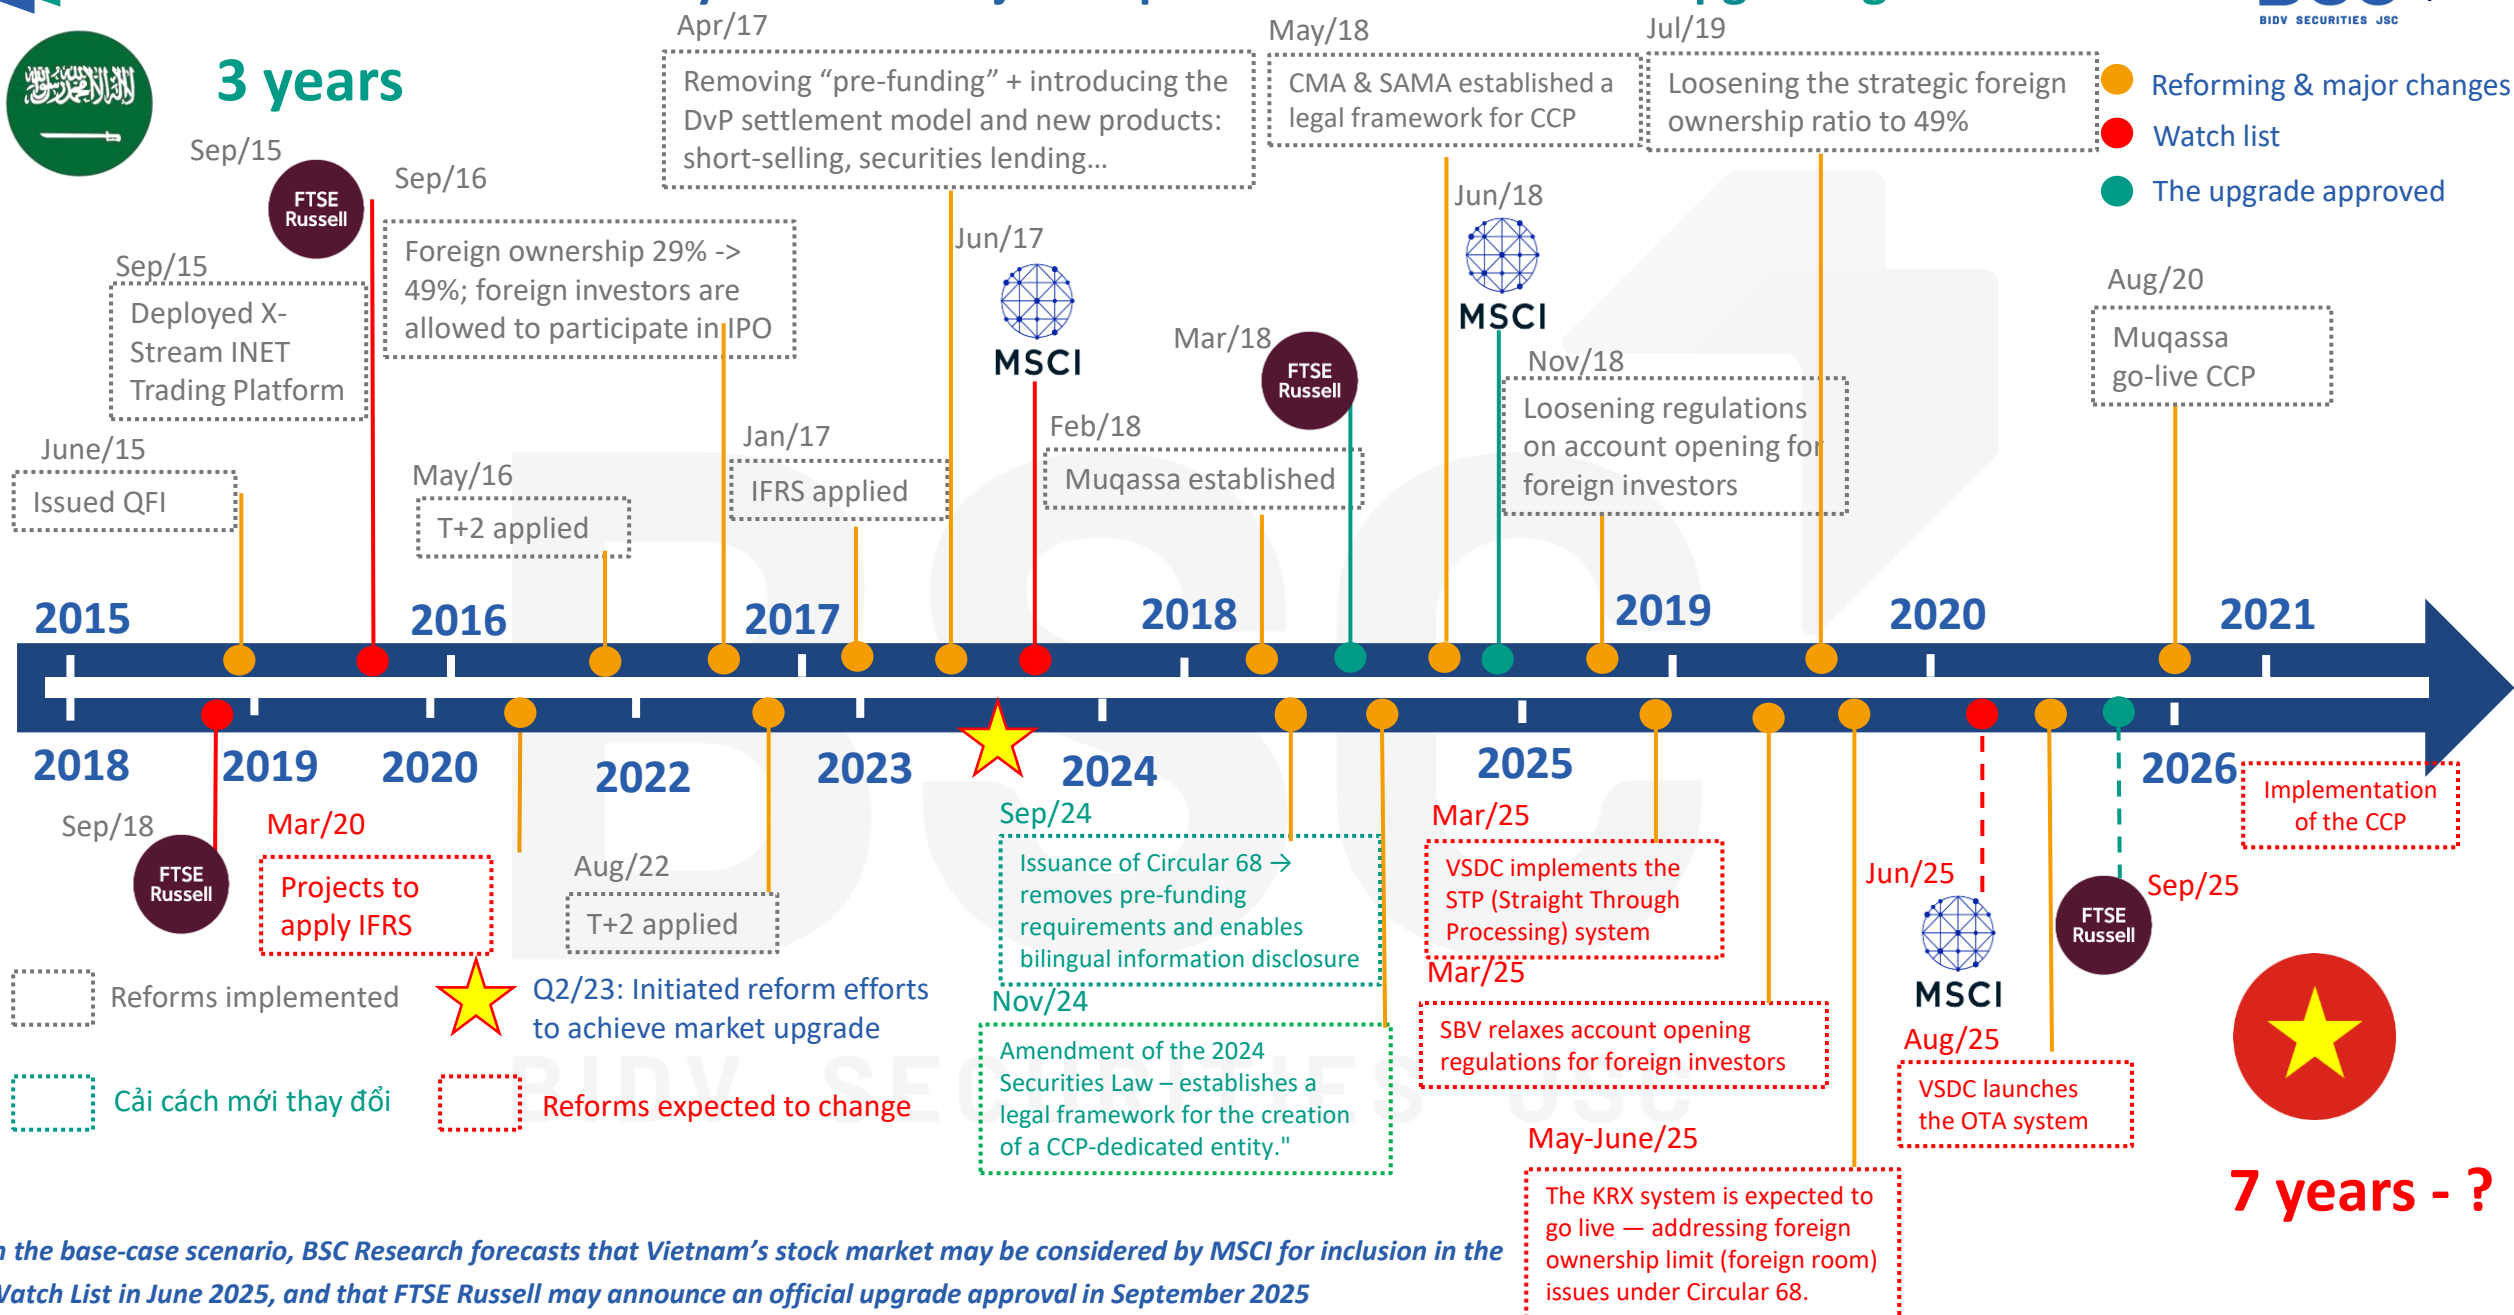 BIDV SECURITIES JSC
3 years
Reforming & major changes
Watch list
The upgrade approved
June/15
Issued QFI
Sep/15
Deployed X-
Stream INET
Trading Platform
Sep/15
FTSE
Russell
May/16
T+2 applied
Sep/16
Foreign ownership 29% ->
49%; foreign investors are
allowed to participate in IPO
Jan/17
IFRS applied
Apr/17
Removing “pre-funding” + introducing the
DvP settlement model and new products:
short-selling, securities lending...
Jun/17
MSCI
Feb/18
Muqassa established
Mar/18
FTSE
Russell
May/18
CMA & SAMA established a
legal framework for CCP
Jun/18
MSCI
Nov/18
Loosening regulations
on account opening for
foreign investors
Jul/19
Loosening the strategic foreign
ownership ratio to 49%
Aug/20
Muqassa
go-live CCP
2015
2016
2017
2018
2019
2020
2021
2018
2019
2020
2022
2023
2024
2025
2026
Sep/18
FTSE
Russell
Mar/20
Projects to
apply IFRS
Aug/22
T+2 applied
Sep/24
Issuance of Circular 68 →
removes pre-funding
requirements and enables
bilingual information disclosure
Nov/24
Amendment of the 2024
Securities Law – establishes a
legal framework for the creation
of a CCP-dedicated entity."
Mar/25
VSDC implements the
STP (Straight Through
Processing) system
Mar/25
SBV relaxes account opening
regulations for foreign investors
May-June/25
The KRX system is expected to
go live — addressing foreign
ownership limit (foreign room)
issues under Circular 68.
Jun/25
MSCI
Aug/25
VSDC launches
the OTA system
Sep/25
FTSE
Russell
Implementation
of the CCP
7 years - ?
Reforms implemented
Q2/23: Initiated reform efforts
to achieve market upgrade
Cải cách mới thay đổi
Reforms expected to change
BSC
BIDV SECURITIES JSC
the base-case scenario, BSC Research forecasts that Vietnam’s stock market may be considered by MSCI for inclusion in the
Watch List in June 2025, and that FTSE Russell may announce an official upgrade approval in September 2025